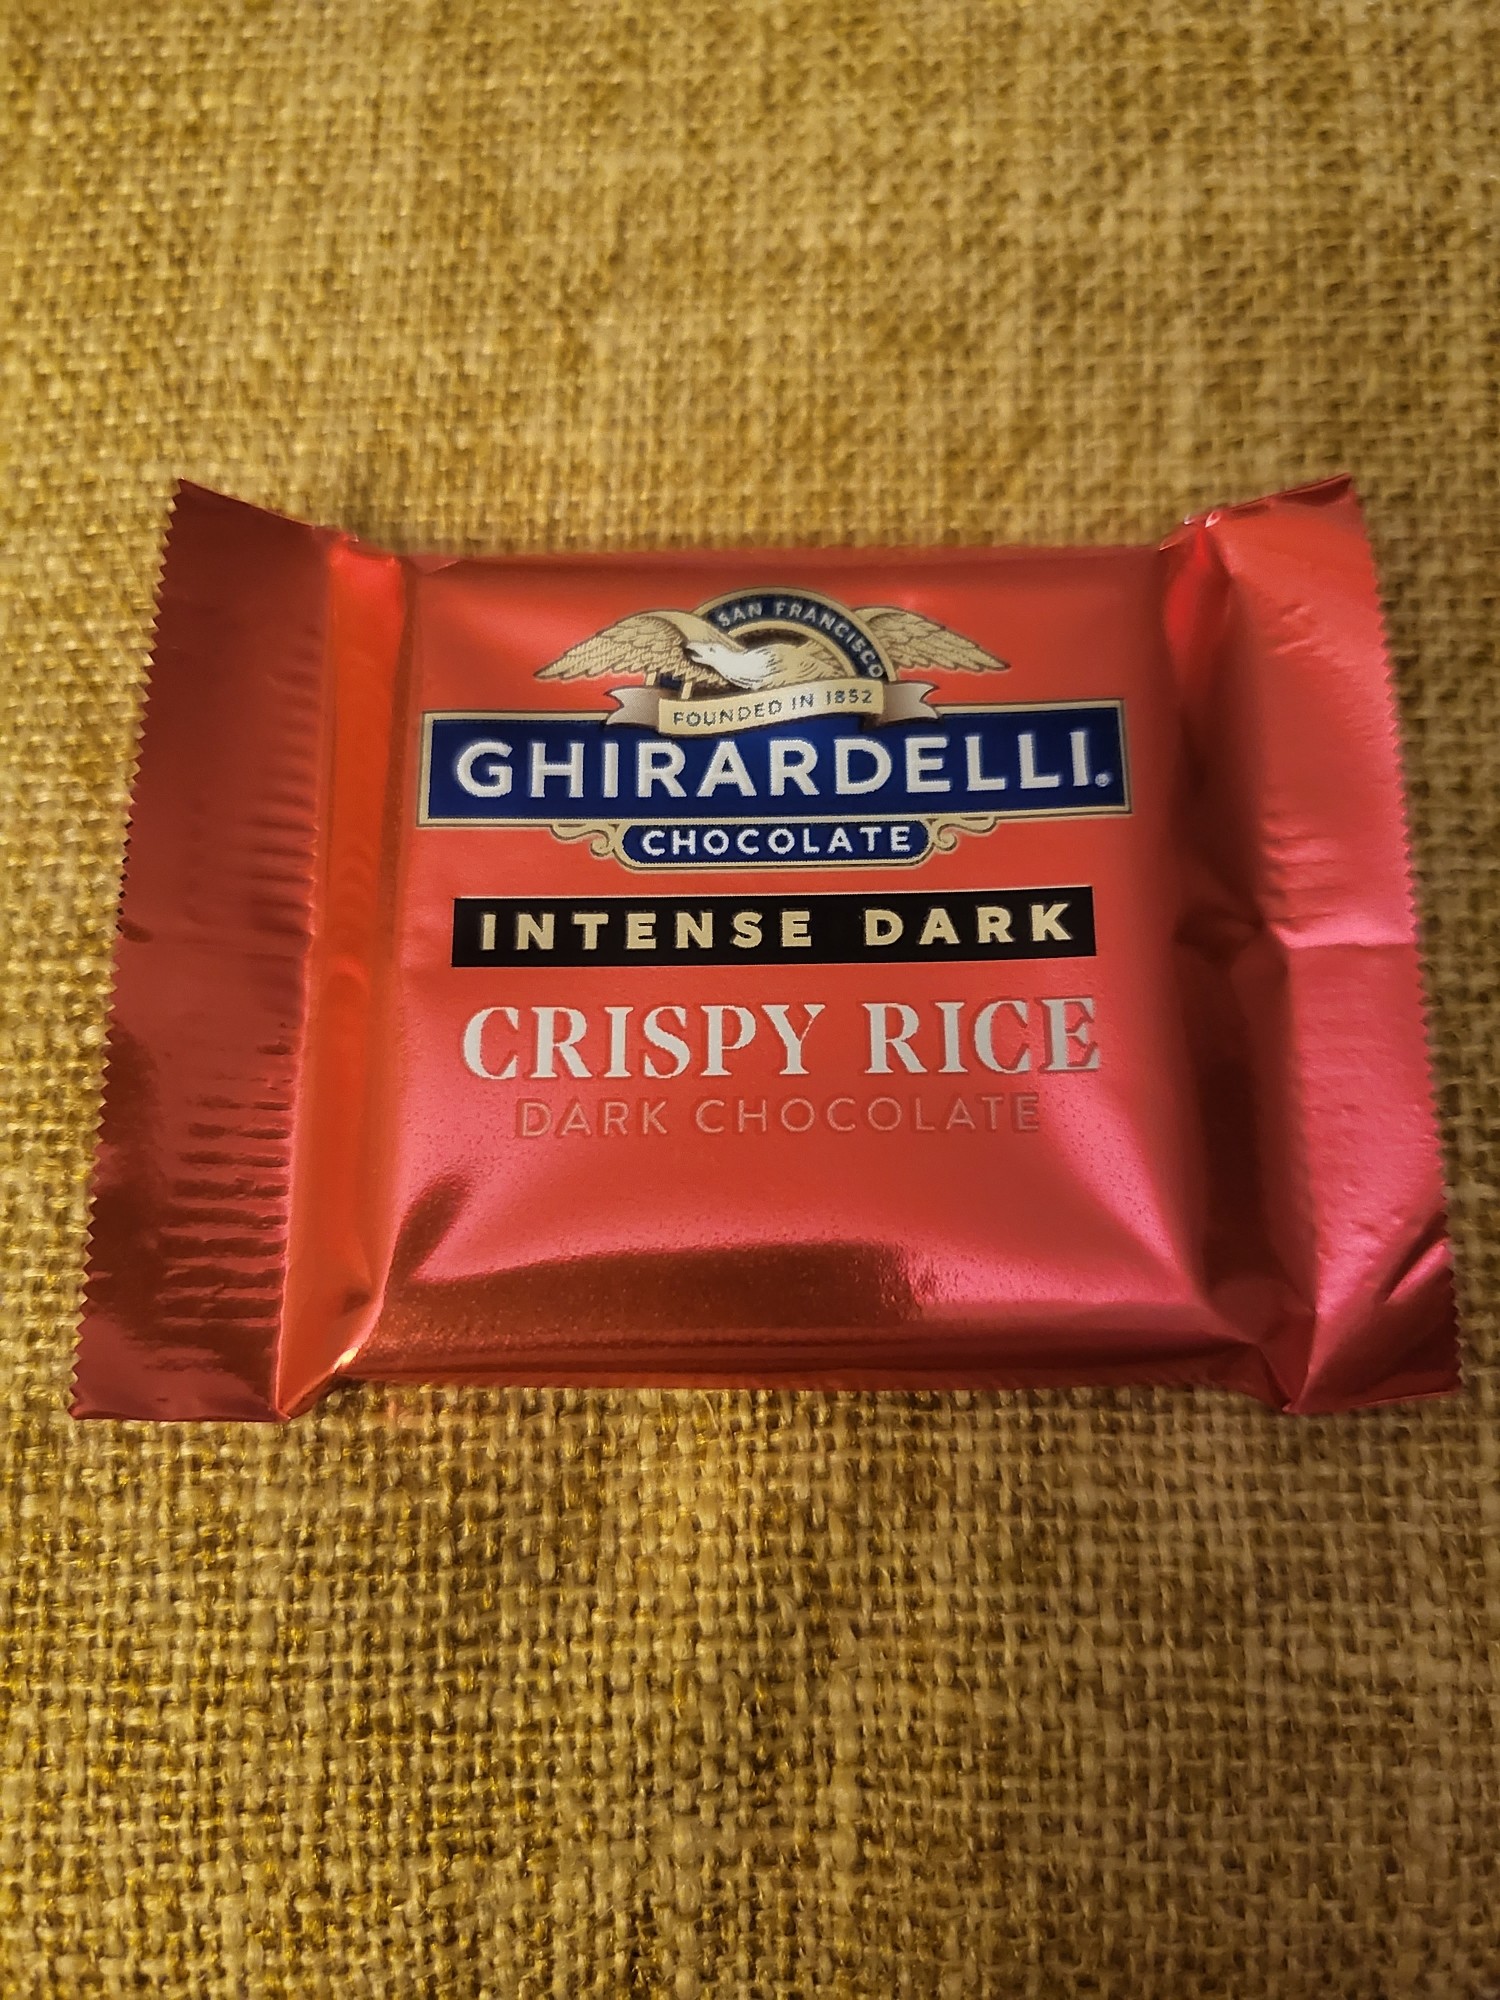 SAN FRANCISCO
FOUNDED IN 1852
GHIRARDELLI®
CHOCOLATE
INTENSE DARK
CRISPY RICE
DARK CHOCOLATE